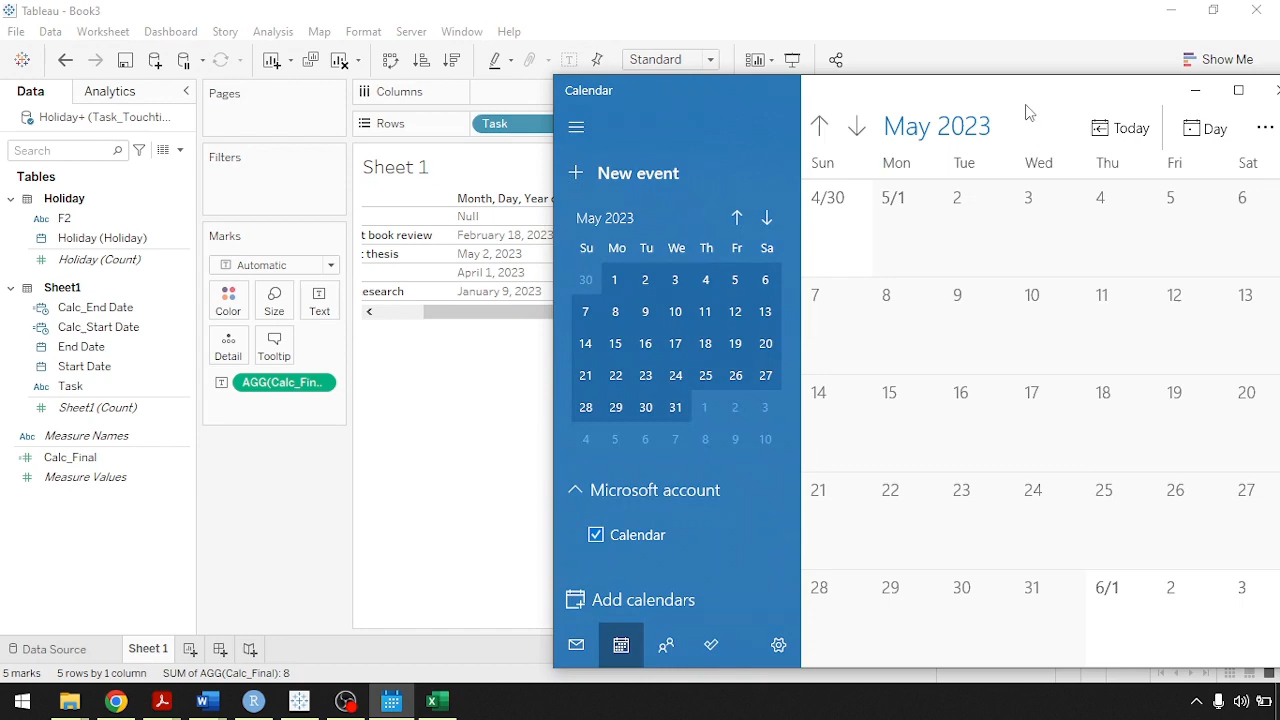 Tableau - Book3
File Data Worksheet Dashboard Story Analysis Map Format Server Window Help
Standard
Show Me
Data Analytics
Holiday+ (Task_Touchti...
Search
Tables
Holiday
Abc F2
Holiday (Holiday)
Holiday (Count)
Sheet1
Calc_End Date
Calc_Start Date
End Date
Start Date
Abc Task
Sheet1 (Count)
Abc Measure Names
Calc_Final
Measure Values
Pages
Filters
Marks
Automatic
Color Size Text
Detail Tooltip
AGG(Calc_Fin..
Columns
Rows Task
Sheet 1
Month, Day, Year o
Null
t book review February 18, 2023
thesis May 2, 2023
April 1, 2023
esearch January 9, 2023
Calendar
New event
May 2023
Su Mo Tu We Th Fr Sa
30 1 2 3 4 5 6
7 8 9 10 11 12 13
14 15 16 17 18 19 20
21 22 23 24 25 26 27
28 29 30 31 1 2 3
4 5 6 7 8 9 10
Microsoft account
Calendar
Add calendars
May 2023
Today Day
Sun Mon Tue Wed Thu Fri Sat
4/30 5/1 2 3 4 5 6
7 8 9 10 11 12 13
14 15 16 17 18 19 20
21 22 23 24 25 26 27
28 29 30 31 6/1 2 3
Data Source Sheet 1
5 marks 5 rows by 1 column SUM of AGG(Calc_Final): 8